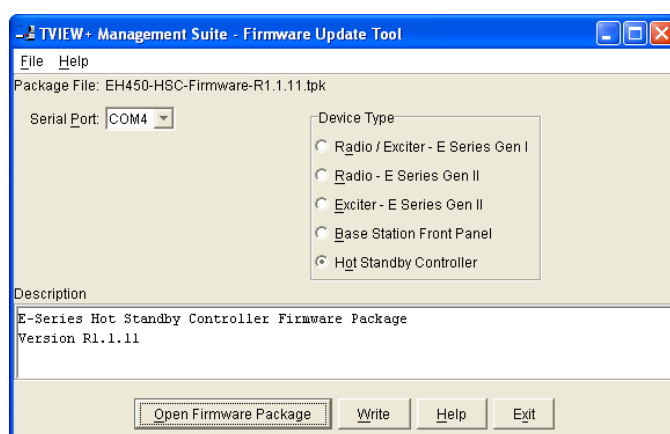 TVIEW+ Management Suite - Firmware Update Tool
File Help
Package File: EH450-HSC-Firmware-R1.1.11.tpk
Serial Port: COM4
Device Type
Radio / Exciter - E Series Gen I
Radio - E Series Gen II
Exciter - E Series Gen II
Base Station Front Panel
Hot Standby Controller
Description
E-Series Hot Standby Controller Firmware Package
Version R1.1.11
Open Firmware Package Write Help Exit